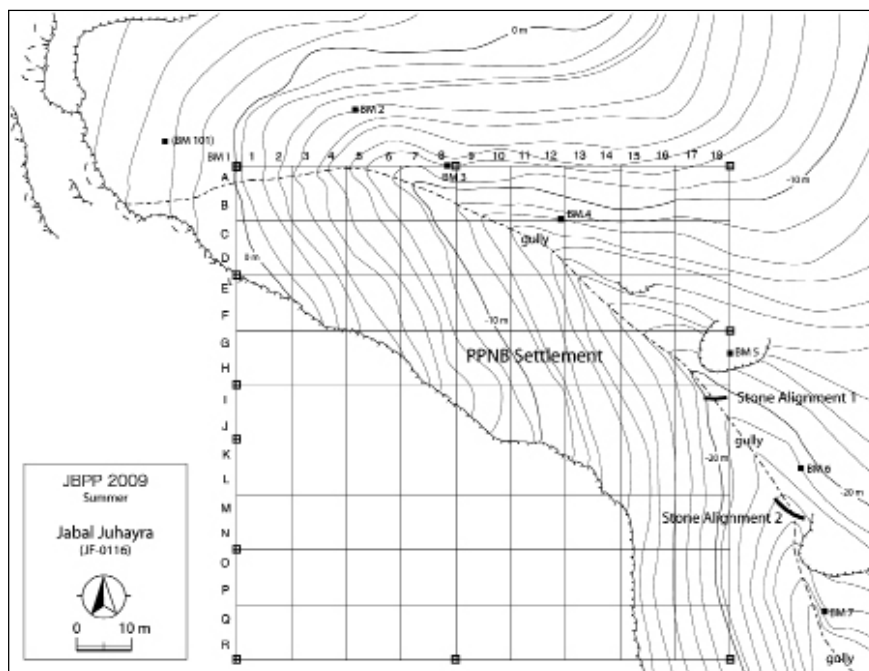 0 m
BM 2
(BM 101)
BM 1
1 2 3 4 5 6 7 8 9 10 11 12 13 14 15 16 17 18
BM 3
A
B
C
D
E
F
G
H
I
J
K
L
M
N
O
P
Q
R
-10 m
BM 4
gully
0 m
-10 m
PPNB Settlement
BM 5
Stone Alignment 1
gully
-20 m
BM 6
-20 m
Stone Alignment 2
BM 7
gully
JBPP 2009
Summer
Jabal Juhayra
(JF-0116)
0 10 m